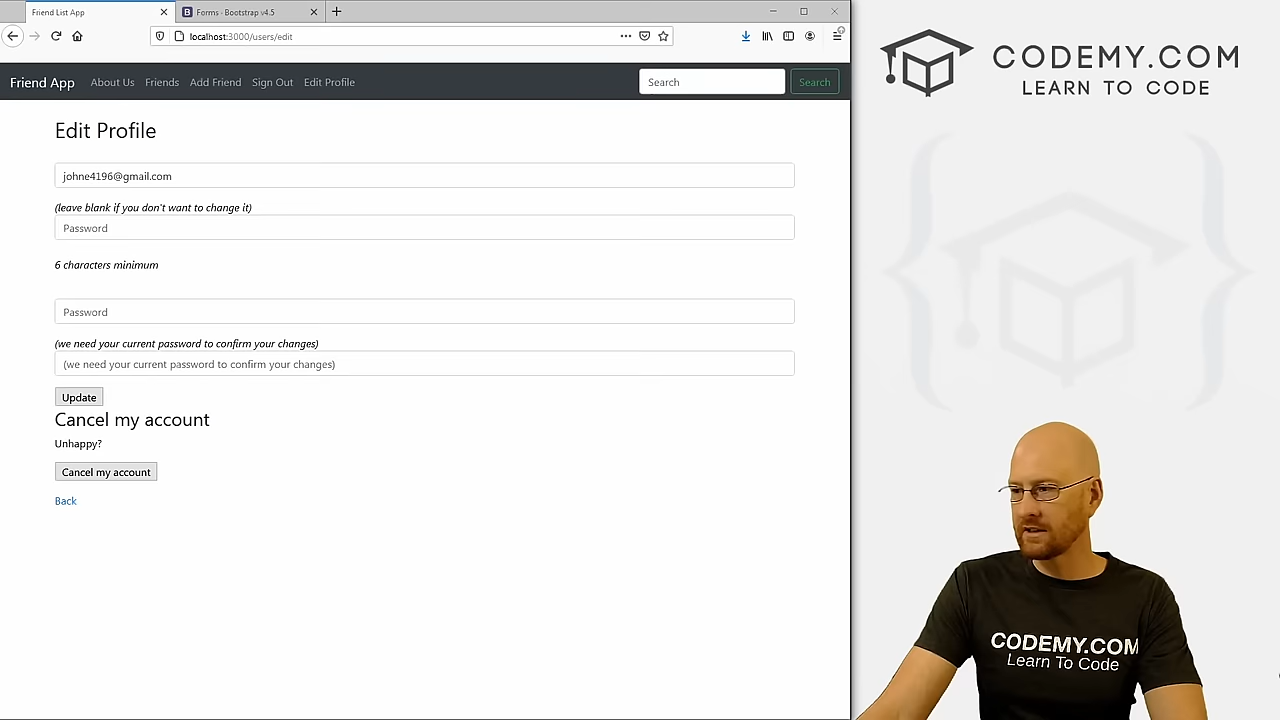 Friend List App
Forms · Bootstrap v4.5
localhost:3000/users/edit
Friend App About Us Friends Add Friend Sign Out Edit Profile Search Search
Edit Profile
johne4196@gmail.com
(leave blank if you don't want to change it)
Password
6 characters minimum
Password
(we need your current password to confirm your changes)
(we need your current password to confirm your changes)
Update
Cancel my account
Unhappy?
Cancel my account
Back
CODEMY.COM
LEARN TO CODE
CODEMY.COM
Learn To Code